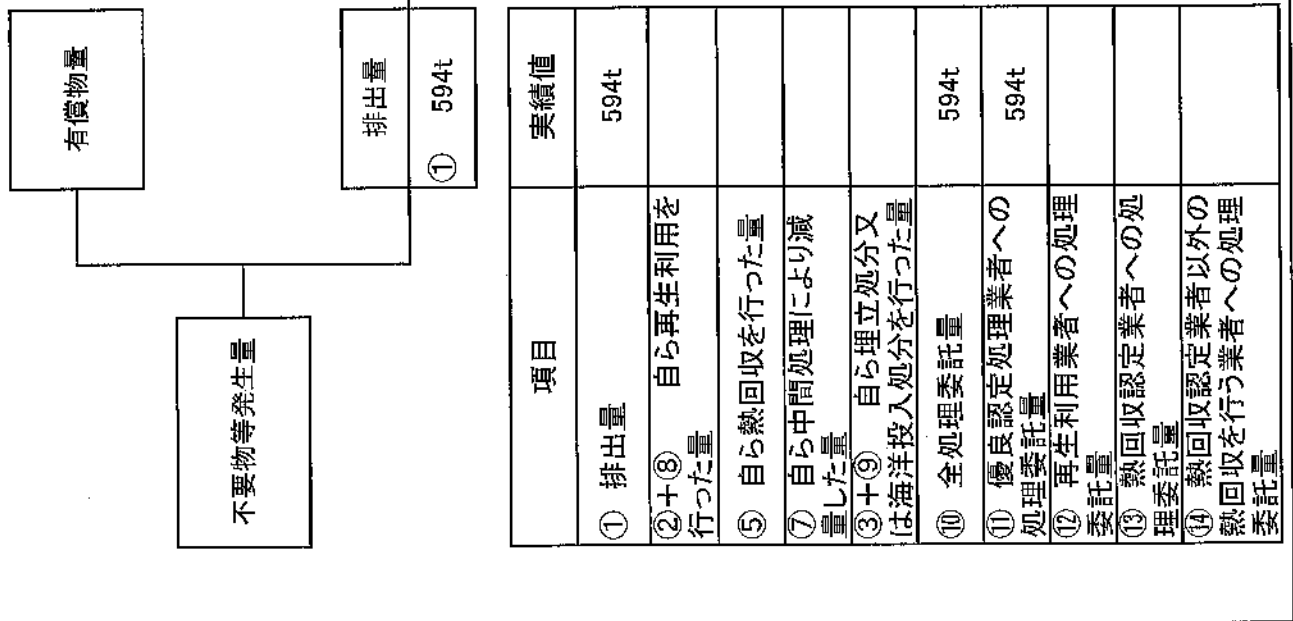 不要物等発生量
有償物量
排出量
① 594t
項目 実績値
① 排出量 594t
②+⑧ 自ら再生利用を
行った量
⑤ 自ら熱回収を行った量
⑦ 自ら中間処理により減
量した量
③+⑨ 自ら埋立処分又
は海洋投入処分を行った量
⑩ 全処理委託量 594t
⑪ 優良認定処理業者への
処理委託量 594t
⑫ 再生利用業者への処理
委託量
⑬ 熱回収認定業者への処
理委託量
⑭ 熱回収認定業者以外の
熱回収を行う業者への処理
委託量